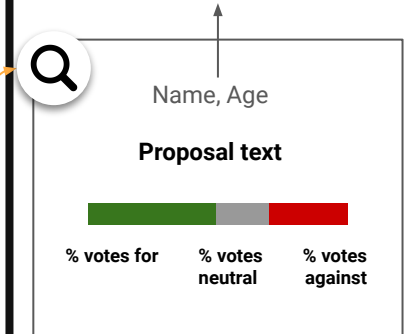 Name, Age
Proposal text
% votes for
% votes
neutral
% votes
against